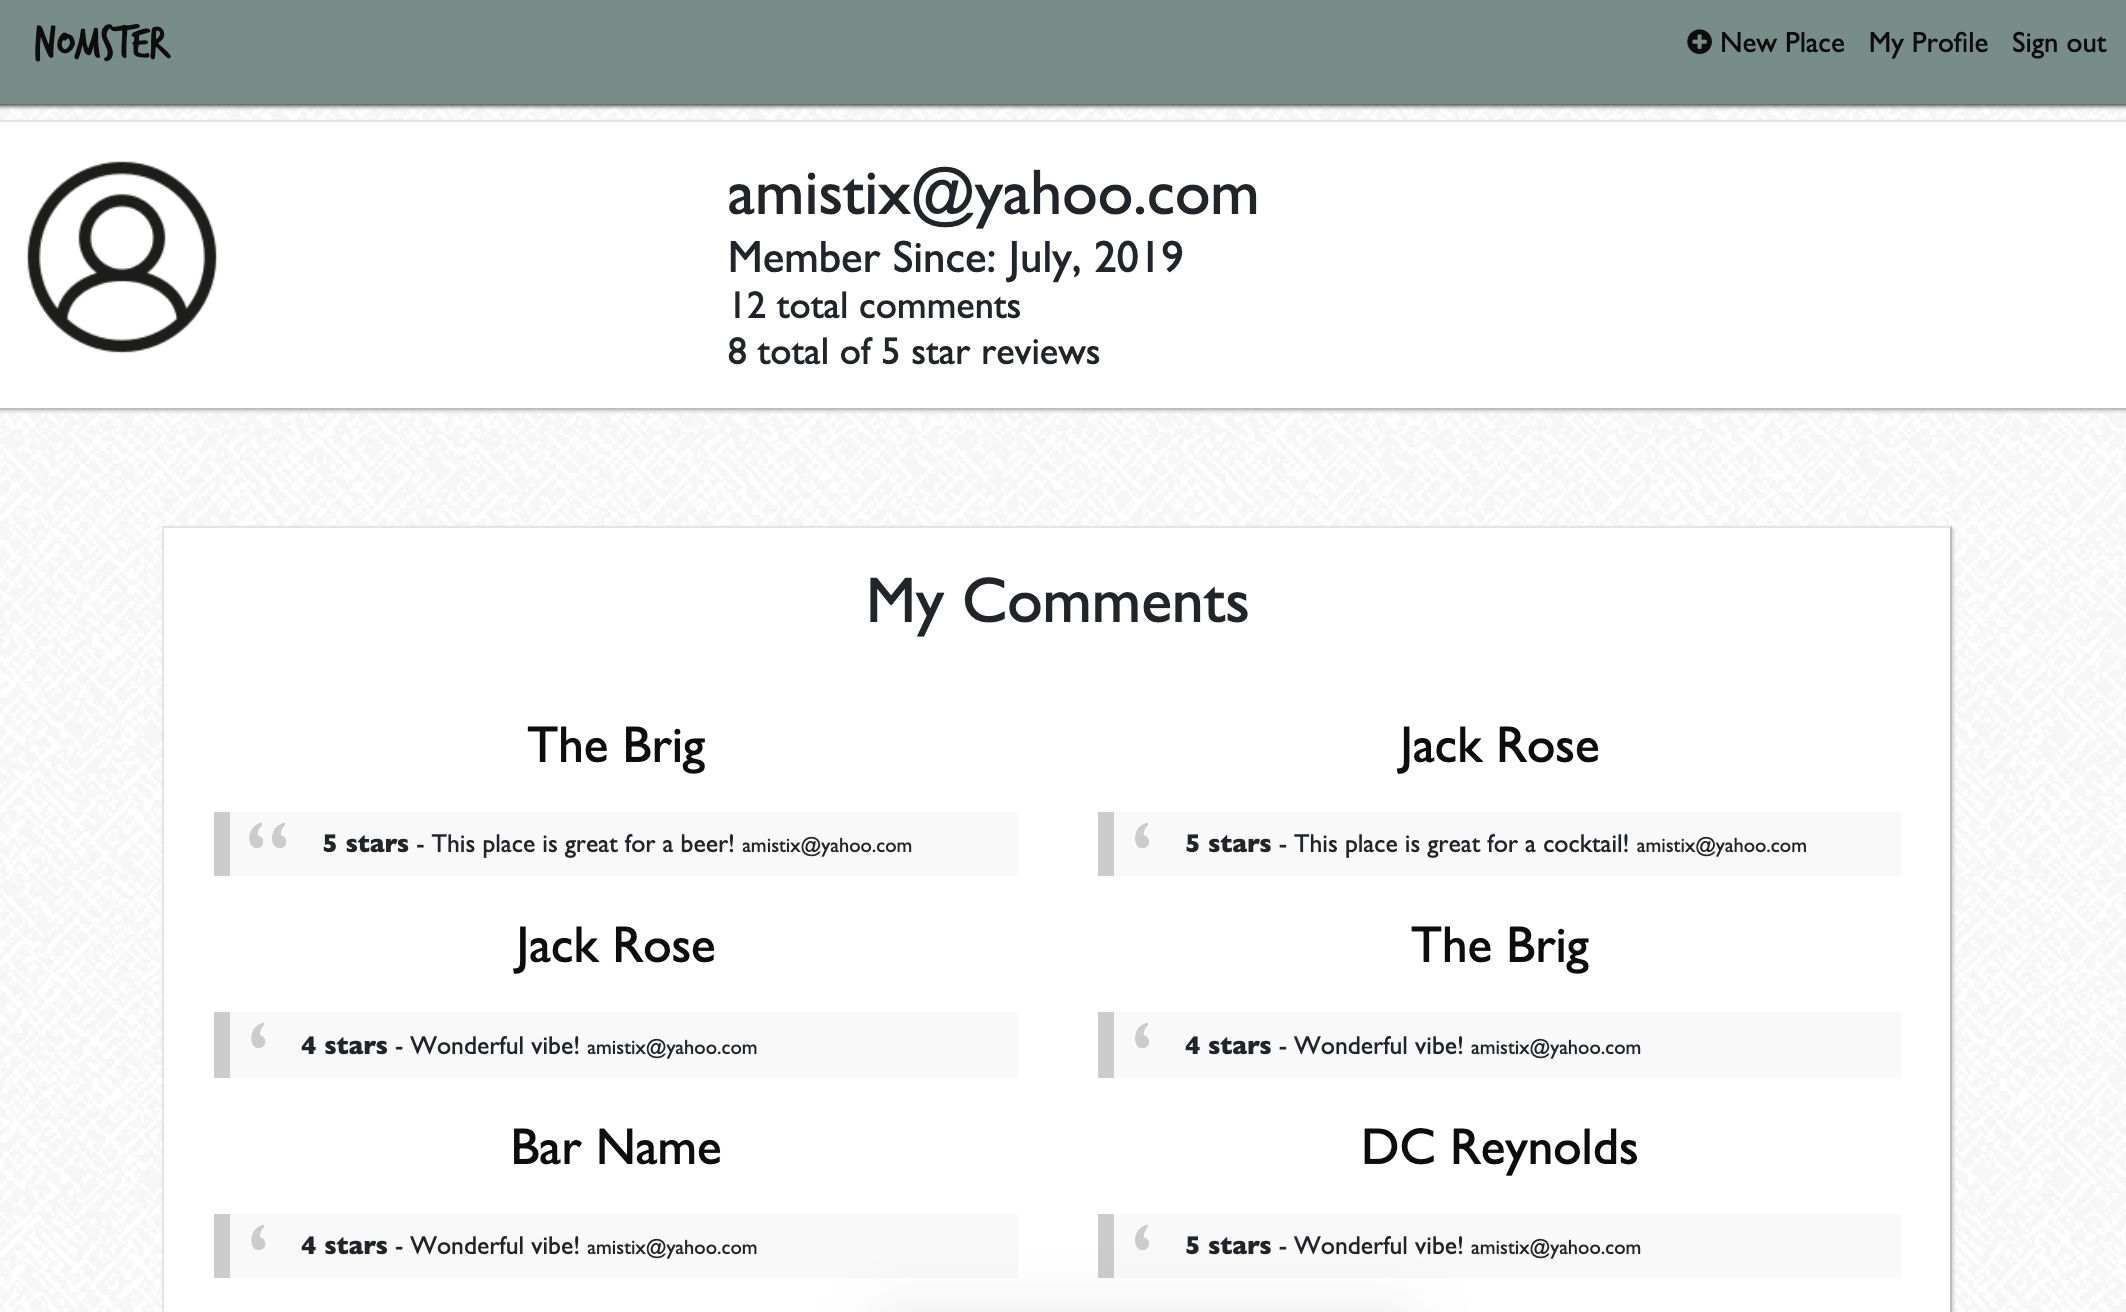 NOMSTER
New Place My Profile Sign out
amistix@yahoo.com
Member Since: July, 2019
12 total comments
8 total of 5 star reviews
My Comments
The Brig
“ 5 stars - This place is great for a beer! amistix@yahoo.com
Jack Rose
‘ 5 stars - This place is great for a cocktail! amistix@yahoo.com
Jack Rose
‘ 4 stars - Wonderful vibe! amistix@yahoo.com
The Brig
‘ 4 stars - Wonderful vibe! amistix@yahoo.com
Bar Name
‘ 4 stars - Wonderful vibe! amistix@yahoo.com
DC Reynolds
‘ 5 stars - Wonderful vibe! amistix@yahoo.com